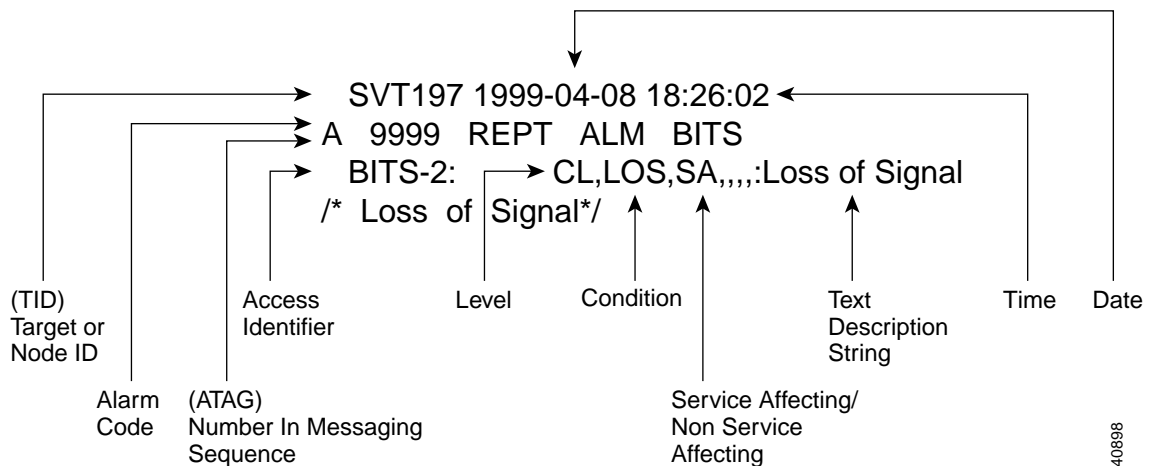 SVT197 1999-04-08 18:26:02
A 9999 REPT ALM BITS
BITS-2: CL,LOS,SA,,,,:Loss of Signal
/* Loss of Signal*/
(TID)
Target or
Node ID
Access
Identifier
Level
Condition
Text
Description
String
Time
Date
Alarm
Code
(ATAG)
Number In Messaging
Sequence
Service Affecting/
Non Service
Affecting
40898